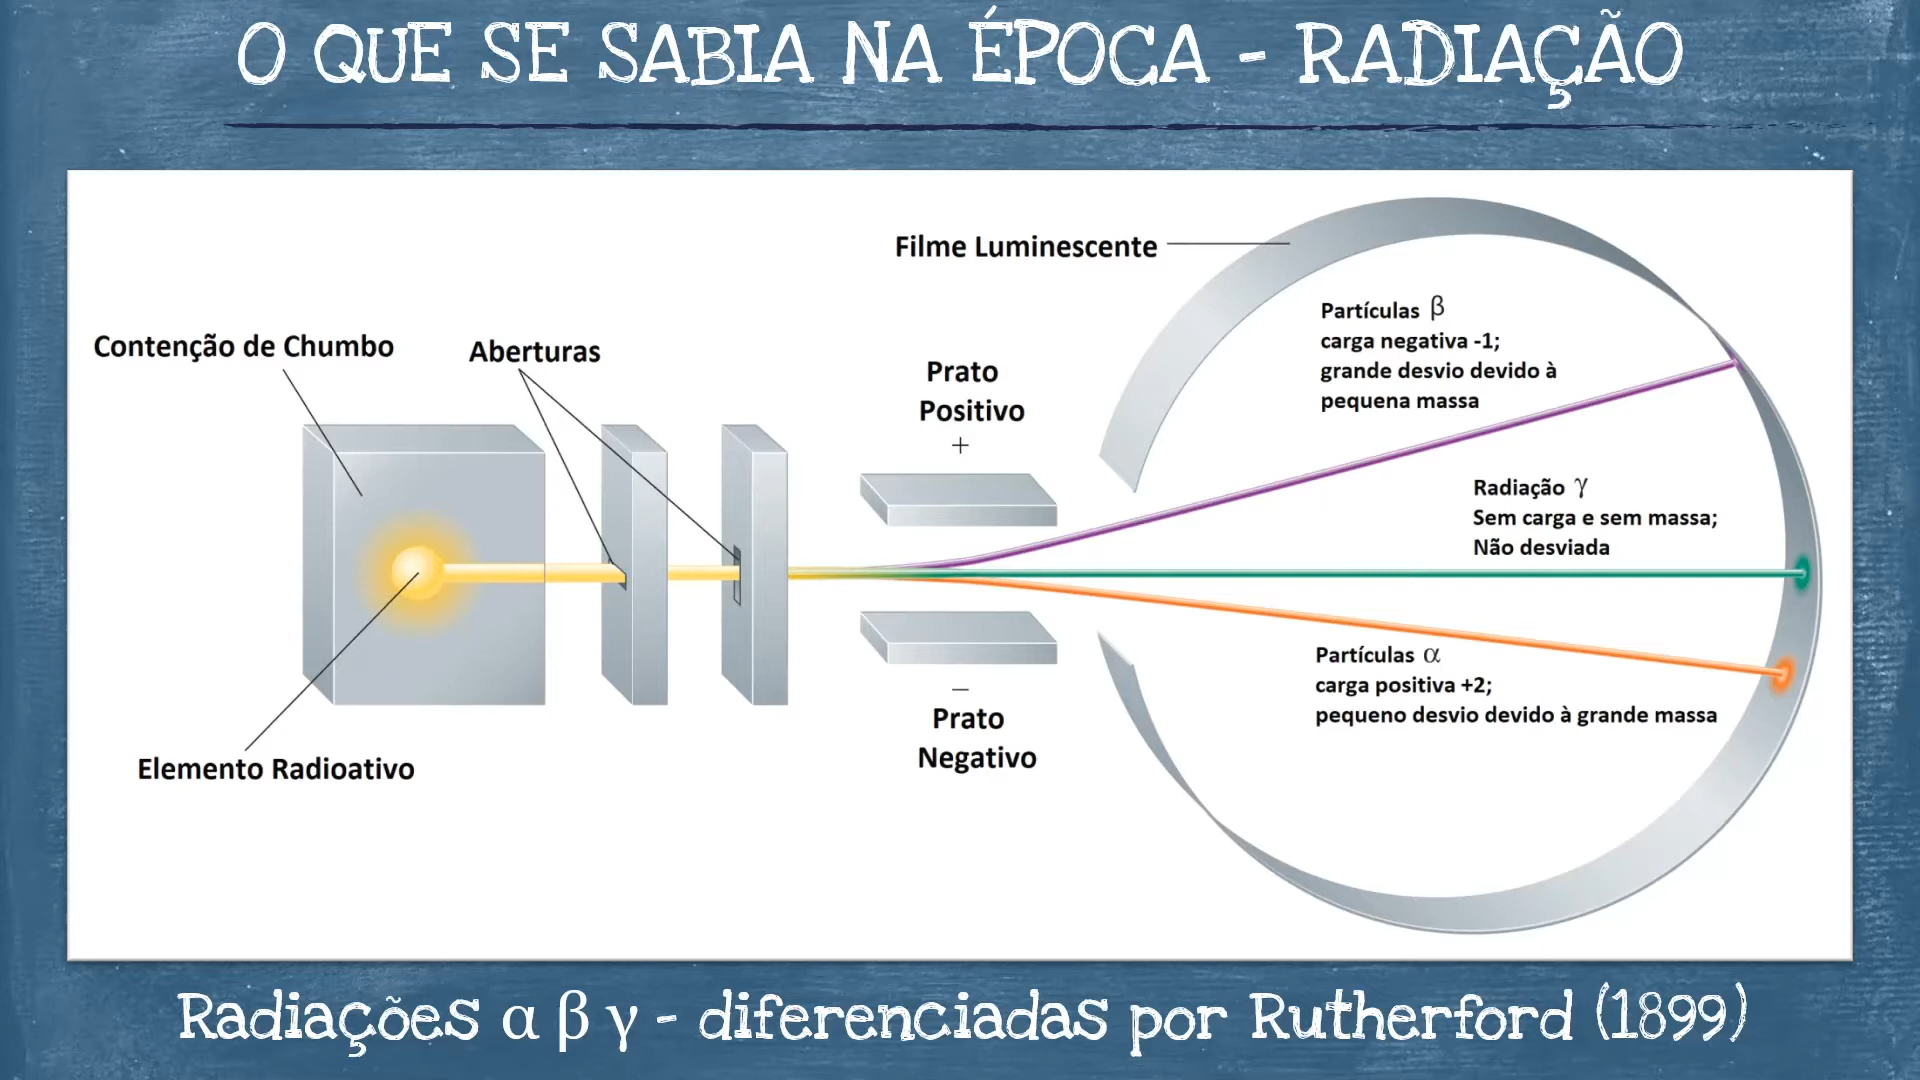 O QUE SE SABIA NA ÉPOCA - RADIAÇÃO
Filme Luminescente
Contenção de Chumbo
Aberturas
Prato
Positivo
+
Partículas β
carga negativa -1;
grande desvio devido à
pequena massa
Radiação γ
Sem carga e sem massa;
Não desviada
Partículas α
carga positiva +2;
pequeno desvio devido à grande massa
−
Prato
Negativo
Elemento Radioativo
Radiações α β γ - diferenciadas por Rutherford (1899)